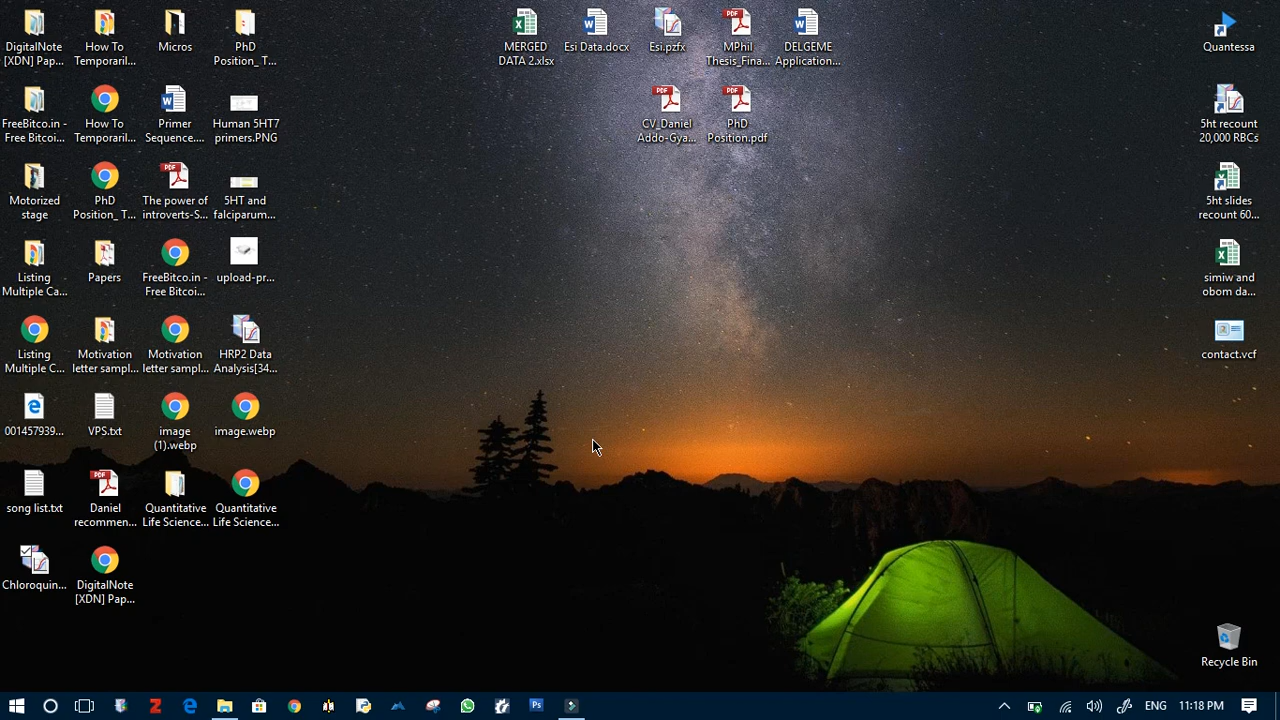 DigitalNote
[XDN] Pap...
How To
Temporaril...
Micros
PhD
Position_ T...
MERGED
DATA 2.xlsx
Esi Data.docx
Esi.pzfx
MPhil
Thesis_Fina...
DELGEME
Application...
Quantessa
FreeBitco.in -
Free Bitcoi...
How To
Temporaril...
Primer
Sequence....
Human 5HT7
primers.PNG
CV_Daniel
Addo-Gya...
PhD
Position.pdf
5ht recount
20,000 RBCs
Motorized
stage
PhD
Position_ T...
The power of
introverts-S...
5HT and
falciparum...
5ht slides
recount 60...
Listing
Multiple Ca...
Papers
FreeBitco.in -
Free Bitcoi...
upload-pr...
simiw and
obom da...
Listing
Multiple C...
Motivation
letter sampl...
Motivation
letter sampl...
HRP2 Data
Analysis[34...
contact.vcf
001457939...
VPS.txt
image
(1).webp
image.webp
song list.txt
Daniel
recommen...
Quantitative
Life Science...
Quantitative
Life Science...
Chloroquin...
DigitalNote
[XDN] Pap...
Recycle Bin
ENG
11:18 PM